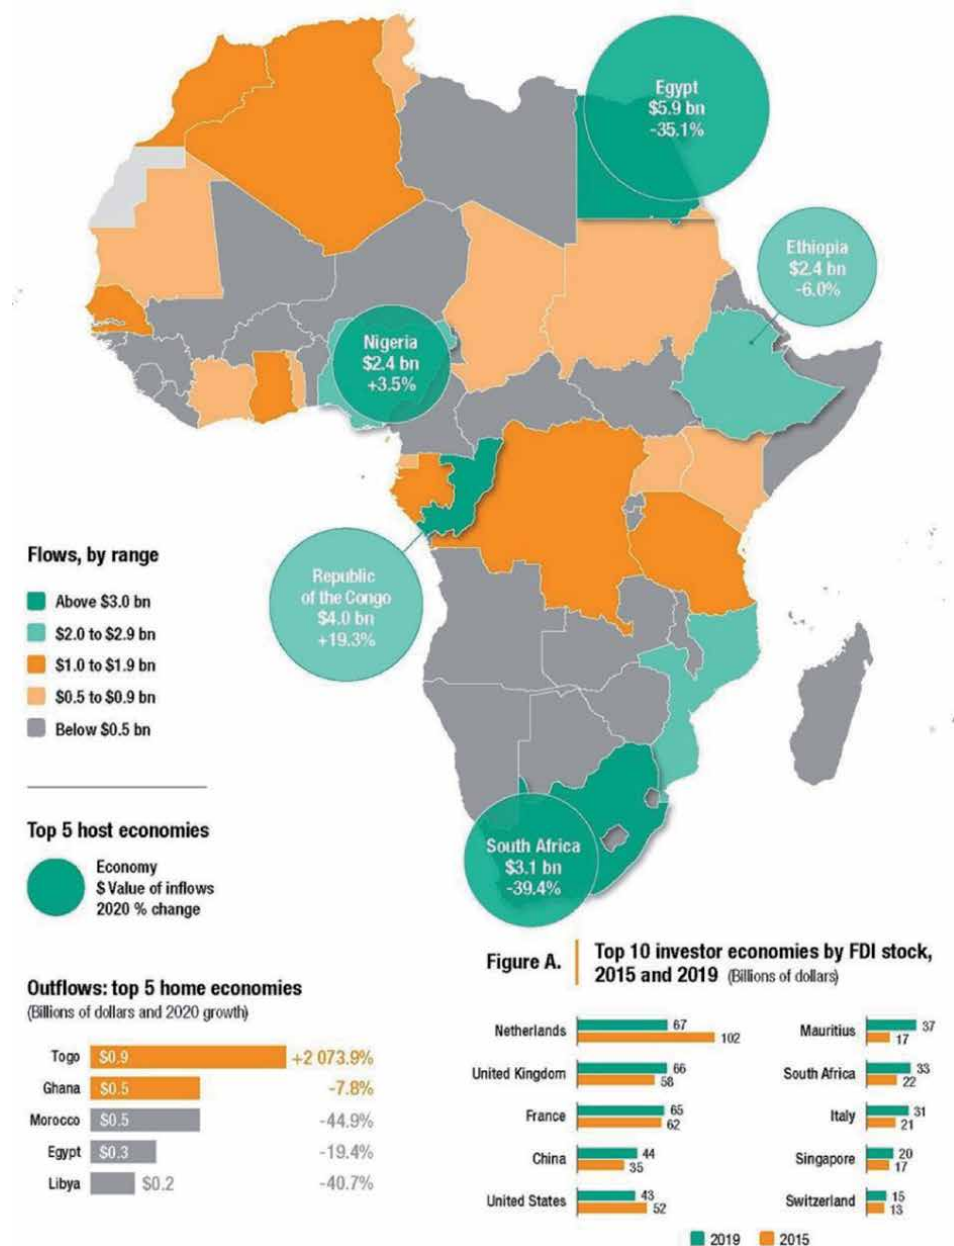 Egypt
$5.9 bn
-35.1%
Ethiopia
$2.4 bn
-6.0%
Nigeria
$2.4 bn
+3.5%
Republic
of the Congo
$4.0 bn
+19.3%
South Africa
$3.1 bn
-39.4%
Flows, by range
Above $3.0 bn
$2.0 to $2.9 bn
$1.0 to $1.9 bn
$0.5 to $0.9 bn
Below $0.5 bn
Top 5 host economies
Economy
$ Value of inflows
2020 % change
Outflows: top 5 home economies
(Billions of dollars and 2020 growth)
Togo $0.9 +2 073.9%
Ghana $0.5 -7.8%
Morocco $0.5 -44.9%
Egypt $0.3 -19.4%
Libya $0.2 -40.7%
Figure A.
Top 10 investor economies by FDI stock,
2015 and 2019 (Billions of dollars)
Netherlands 67 102
United Kingdom 66 58
France 65 62
China 44 35
United States 43 52
Mauritius 37 17
South Africa 33 22
Italy 31 21
Singapore 20 17
Switzerland 15 13
2019 2015